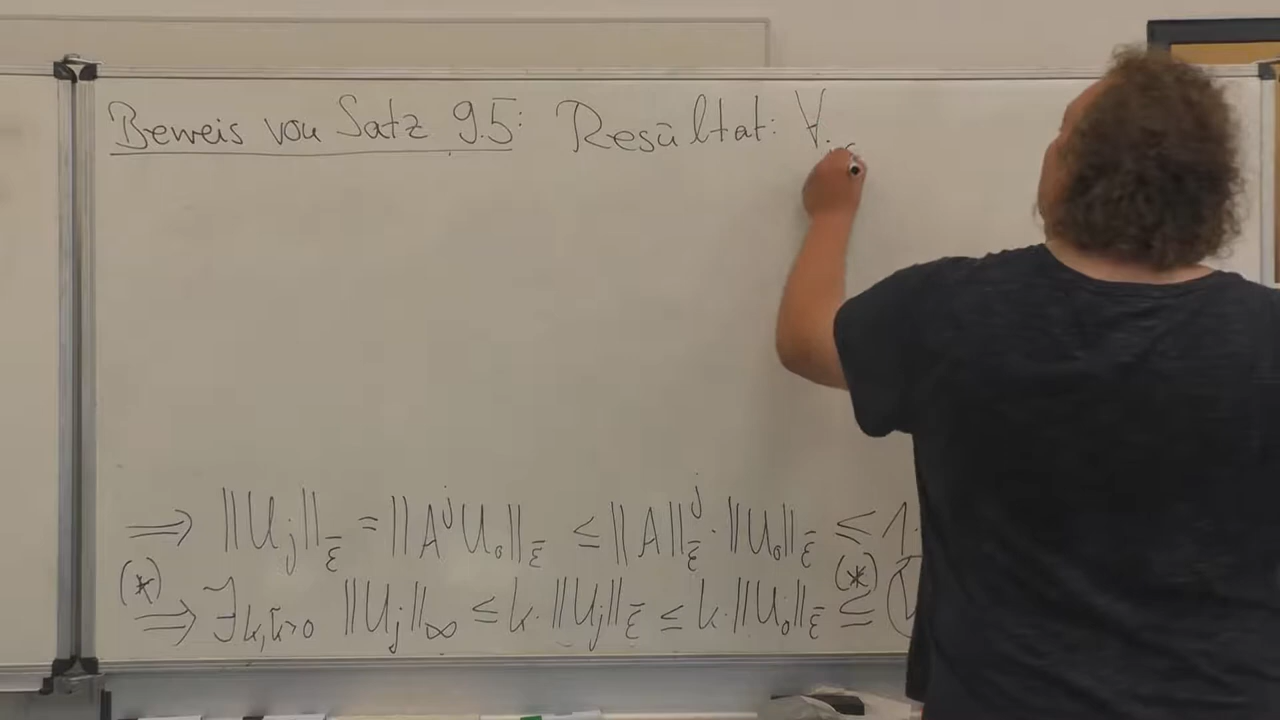 Beweis von Satz 9.5: Resultat: ∀
⟹ ‖U_j‖_ε̄ = ‖A^j U_0‖_ε̄ ≤ ‖A‖_ε̄^j · ‖U_0‖_ε̄ ≤ 1·
(*) ⟹ ∃_{k,k̄>0} ‖U_j‖_∞ ≤ k·‖U_j‖_ε̄ ≤ k·‖U_0‖_ε̄ ≤^(*) (